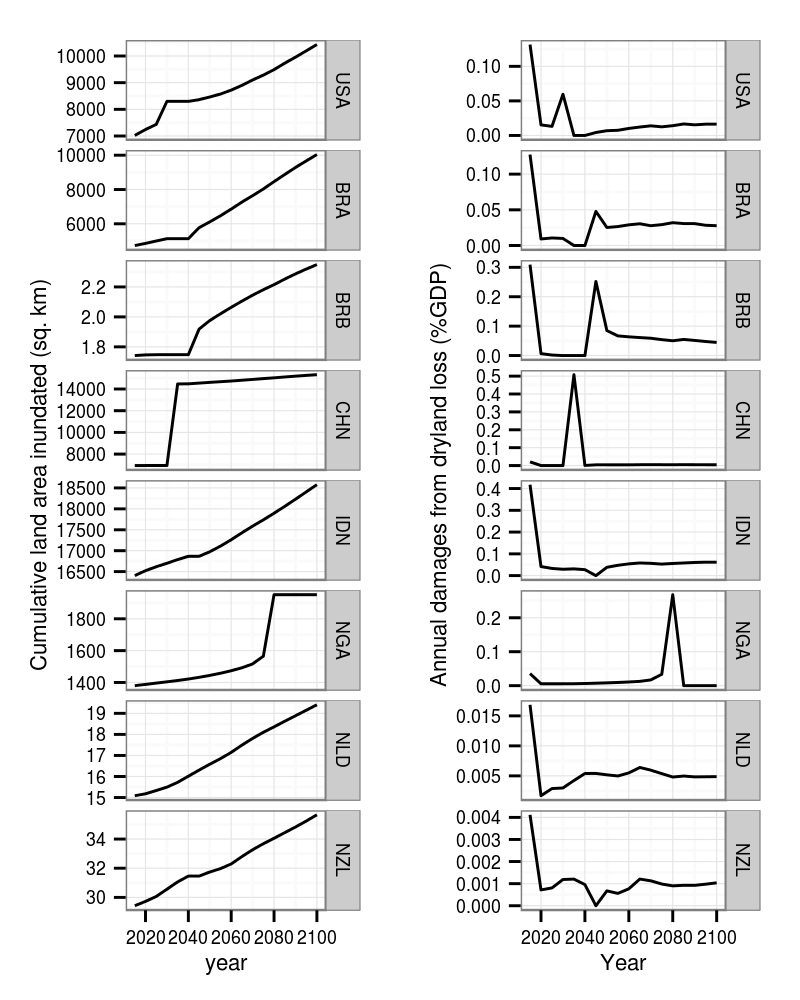 Cumulative land area inundated (sq. km)
10000
9000
8000
7000
USA
10000
8000
6000
BRA
2.2
2.0
1.8
BRB
14000
12000
10000
8000
CHN
18500
18000
17500
17000
16500
IDN
1800
1600
1400
NGA
19
18
17
16
15
NLD
34
32
30
NZL
2020 2040 2060 2080 2100
year
Annual damages from dryland loss (%GDP)
0.10
0.05
0.00
USA
0.10
0.05
0.00
BRA
0.3
0.2
0.1
0.0
BRB
0.5
0.4
0.3
0.2
0.1
0.0
CHN
0.4
0.3
0.2
0.1
0.0
IDN
0.2
0.1
0.0
NGA
0.015
0.010
0.005
NLD
0.004
0.003
0.002
0.001
0.000
NZL
2020 2040 2060 2080 2100
Year